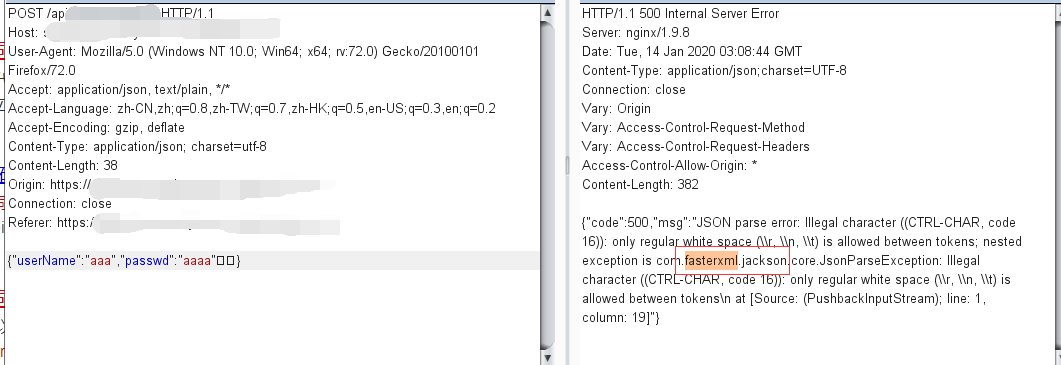 POST /api HTTP/1.1
Host:
User-Agent: Mozilla/5.0 (Windows NT 10.0; Win64; x64; rv:72.0) Gecko/20100101
Firefox/72.0
Accept: application/json, text/plain, */*
Accept-Language: zh-CN,zh;q=0.8,zh-TW;q=0.7,zh-HK;q=0.5,en-US;q=0.3,en;q=0.2
Accept-Encoding: gzip, deflate
Content-Type: application/json; charset=utf-8
Content-Length: 38
Origin: https://
Connection: close
Referer: https:/
{"userName":"aaa","passwd":"aaaa"□□}
HTTP/1.1 500 Internal Server Error
Server: nginx/1.9.8
Date: Tue, 14 Jan 2020 03:08:44 GMT
Content-Type: application/json;charset=UTF-8
Connection: close
Vary: Origin
Vary: Access-Control-Request-Method
Vary: Access-Control-Request-Headers
Access-Control-Allow-Origin: *
Content-Length: 382
{"code":500,"msg":"JSON parse error: Illegal character ((CTRL-CHAR, code
16)): only regular white space (\\r, \\n, \\t) is allowed between tokens; nested
exception is com.fasterxml.jackson.core.JsonParseException: Illegal
character ((CTRL-CHAR, code 16)): only regular white space (\\r, \\n, \\t) is
allowed between tokens\n at [Source: (PushbackInputStream); line: 1,
column: 19]"}